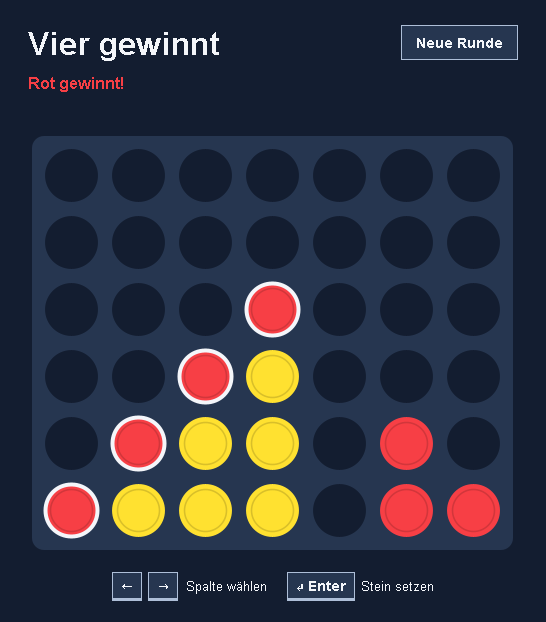 Vier gewinnt
Neue Runde
Rot gewinnt!
← → Spalte wählen ↲ Enter Stein setzen